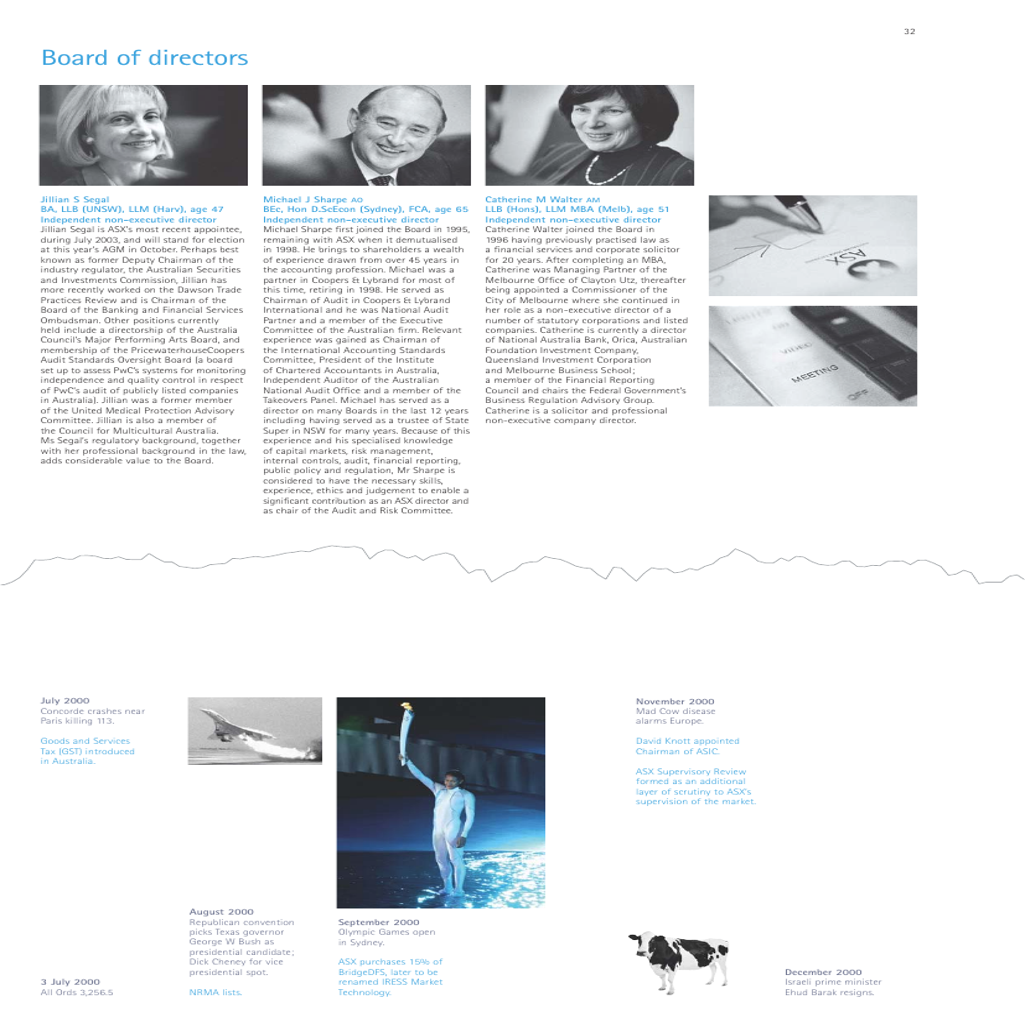 32
Board of directors
Jillian S Segal
BA, LLB (UNSW), LLM (Harv), age 47
Independent non-executive director
Jillian Segal is ASX's most recent appointee,
during July 2003, and will stand for election
at this year's AGM in October. Perhaps best
known as former Deputy Chairman of the
industry regulator, the Australian Securities
and Investments Commission, Jillian has
more recently worked on the Dawson Trade
Practices Review and is Chairman of the
Board of the Banking and Financial Services
Ombudsman. Other positions currently
held include a directorship of the Australia
Council's Major Performing Arts Board, and
membership of the PricewaterhouseCoopers
Audit Standards Oversight Board (a board
set up to assess PwC's systems for monitoring
independence and quality control in respect
of PwC's audit of publicly listed companies
in Australia). Jillian was a former member
of the United Medical Protection Advisory
Committee. Jillian is also a member of
the Council for Multicultural Australia.
Ms Segal's regulatory background, together
with her professional background in the law,
adds considerable value to the Board.
Michael J Sharpe AO
BEc, Hon D.ScEcon (Sydney), FCA, age 65
Independent non-executive director
Michael Sharpe first joined the Board in 1995,
remaining with ASX when it demutualised
in 1998. He brings to shareholders a wealth
of experience drawn from over 45 years in
the accounting profession. Michael was a
partner in Coopers & Lybrand for most of
this time, retiring in 1998. He served as
Chairman of Audit in Coopers & Lybrand
International and he was National Audit
Partner and a member of the Executive
Committee of the Australian firm. Relevant
experience was gained as Chairman of
the International Accounting Standards
Committee, President of the Institute
of Chartered Accountants in Australia,
Independent Auditor of the Australian
National Audit Office and a member of the
Takeovers Panel. Michael has served as a
director on many Boards in the last 12 years
including having served as a trustee of State
Super in NSW for many years. Because of this
experience and his specialised knowledge
of capital markets, risk management,
internal controls, audit, financial reporting,
public policy and regulation, Mr Sharpe is
considered to have the necessary skills,
experience, ethics and judgement to enable a
significant contribution as an ASX director and
as chair of the Audit and Risk Committee.
Catherine M Walter AM
LLB (Hons), LLM MBA (Melb), age 51
Independent non-executive director
Catherine Walter joined the Board in
1996 having previously practised law as
a financial services and corporate solicitor
for 20 years. After completing an MBA,
Catherine was Managing Partner of the
Melbourne Office of Clayton Utz, thereafter
being appointed a Commissioner of the
City of Melbourne where she continued in
her role as a non-executive director of a
number of statutory corporations and listed
companies. Catherine is currently a director
of National Australia Bank, Orica, Australian
Foundation Investment Company,
Queensland Investment Corporation
and Melbourne Business School;
a member of the Financial Reporting
Council and chairs the Federal Government's
Business Regulation Advisory Group.
Catherine is a solicitor and professional
non-executive company director.
ASX
VIDEO
MEETING
OFF
July 2000
Concorde crashes near
Paris killing 113.
Goods and Services
Tax (GST) introduced
in Australia.
3 July 2000
All Ords 3,256.5
August 2000
Republican convention
picks Texas governor
George W Bush as
presidential candidate;
Dick Cheney for vice
presidential spot.
NRMA lists.
September 2000
Olympic Games open
in Sydney.
ASX purchases 15% of
BridgeDFS, later to be
renamed IRESS Market
Technology.
November 2000
Mad Cow disease
alarms Europe.
David Knott appointed
Chairman of ASIC.
ASX Supervisory Review
formed as an additional
layer of scrutiny to ASX's
supervision of the market.
December 2000
Israeli prime minister
Ehud Barak resigns.